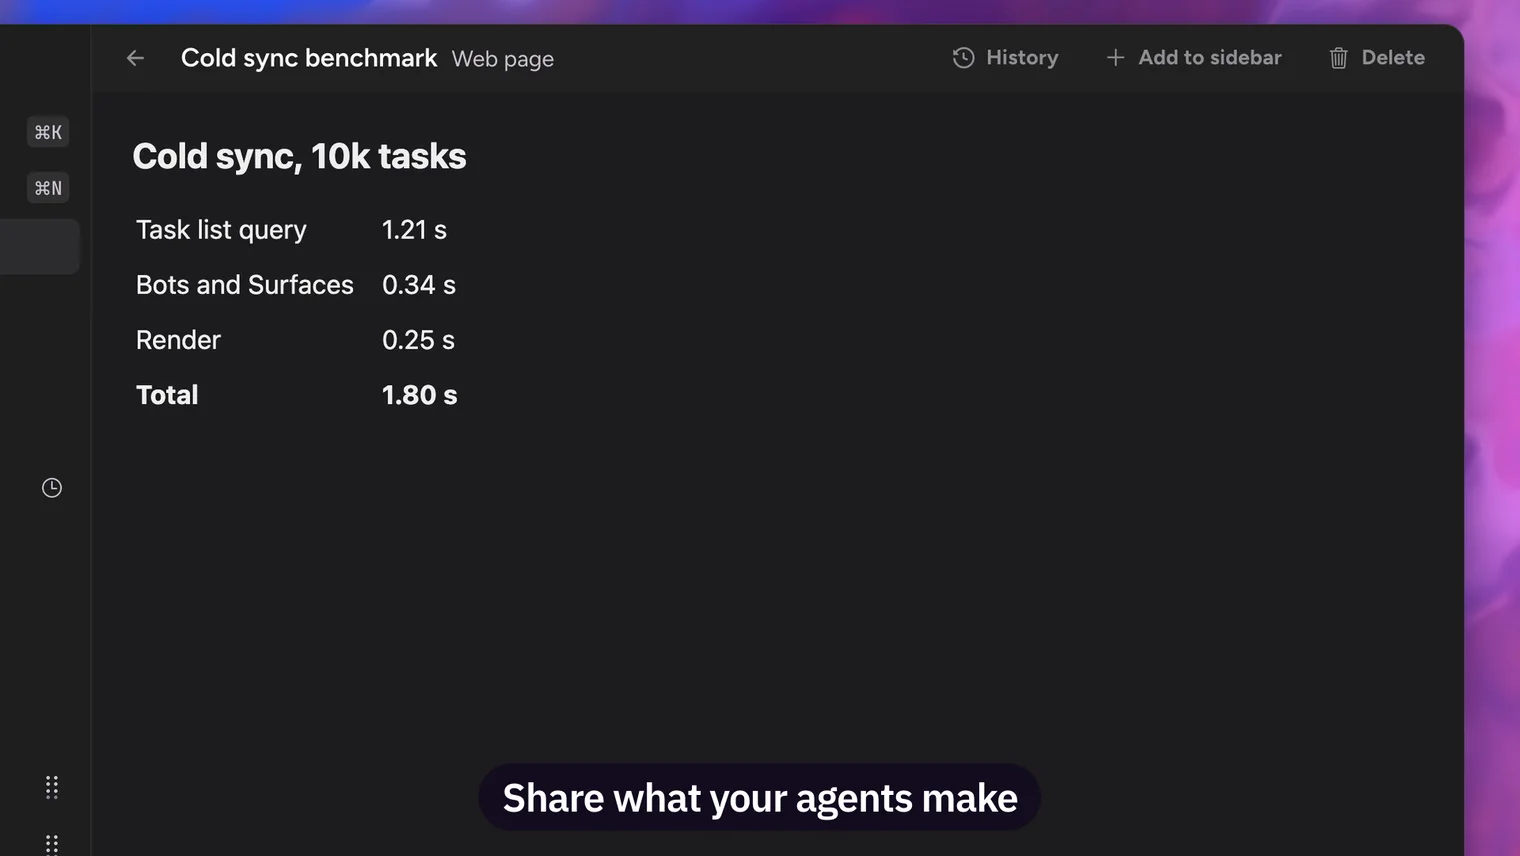 Cold sync benchmark Web page
History
Add to sidebar
Delete
⌘K
⌘N
Cold sync, 10k tasks
Task list query 1.21 s
Bots and Surfaces 0.34 s
Render 0.25 s
Total 1.80 s
Share what your agents make